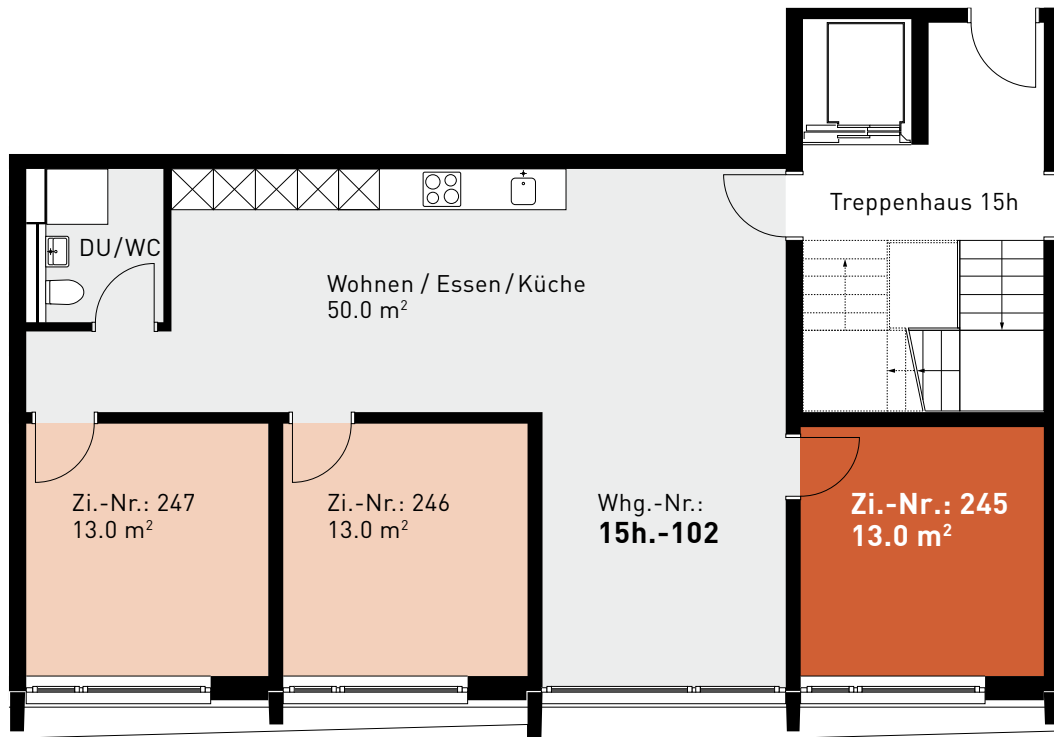 Treppenhaus 15h
DU/WC
Wohnen / Essen / Küche
50.0 m²
Zi.-Nr.: 247
13.0 m²
Zi.-Nr.: 246
13.0 m²
Whg.-Nr.:
15h.-102
Zi.-Nr.: 245
13.0 m²